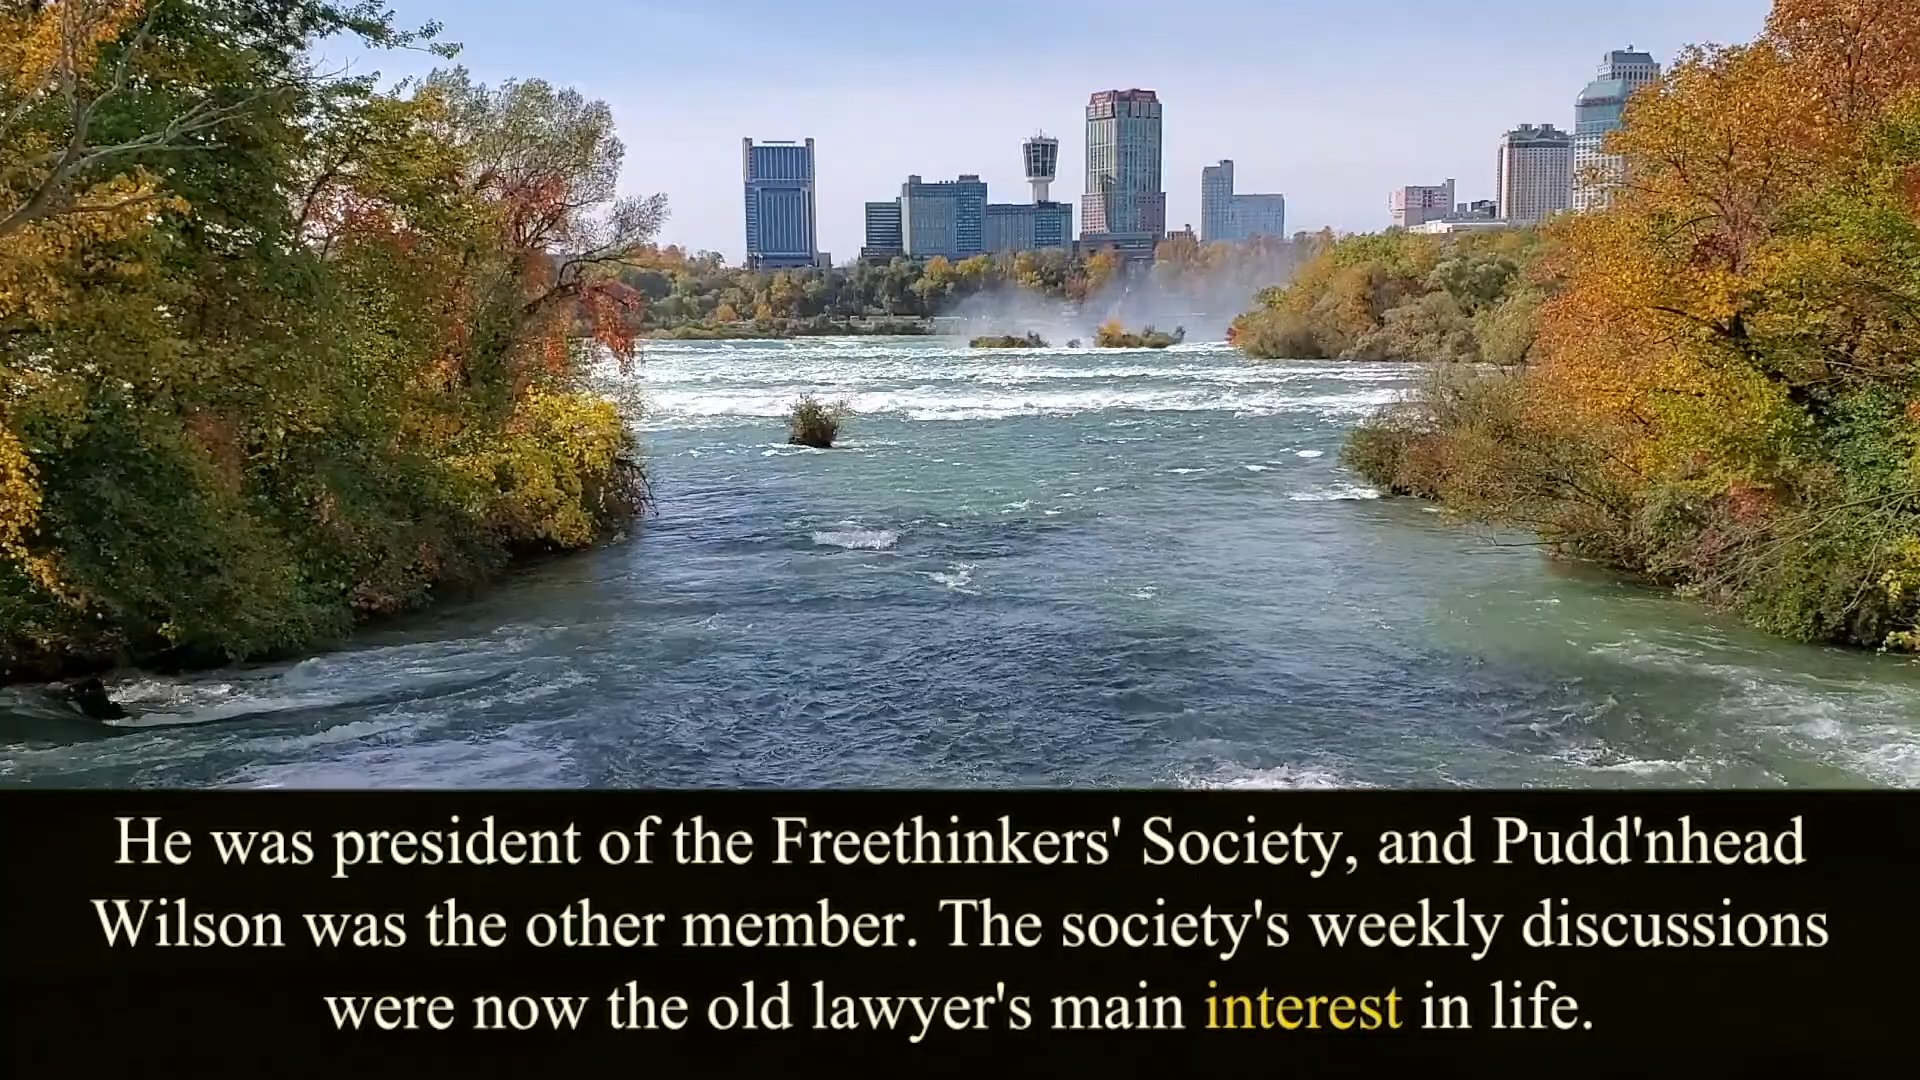 He was president of the Freethinkers' Society, and Pudd'nhead
Wilson was the other member. The society's weekly discussions
were now the old lawyer's main interest in life.